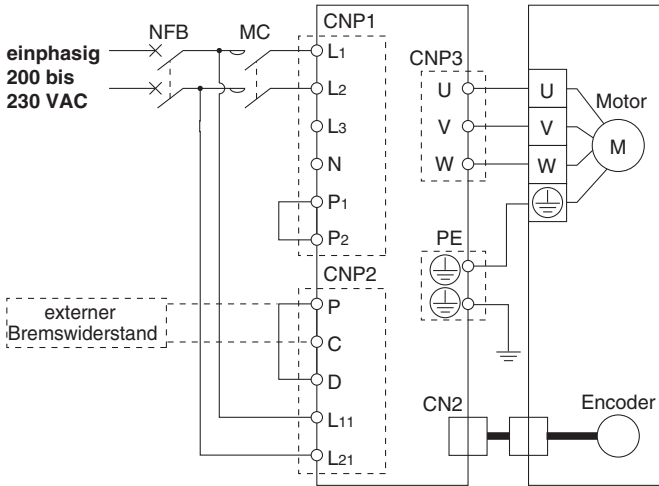 NFB
MC
CNP1
einphasig
200 bis
230 VAC
L1
L2
L3
N
P1
P2
CNP3
U
V
W
U
V
W
Motor
M
PE
CNP2
externer
Bremswiderstand
P
C
D
L11
L21
CN2
Encoder